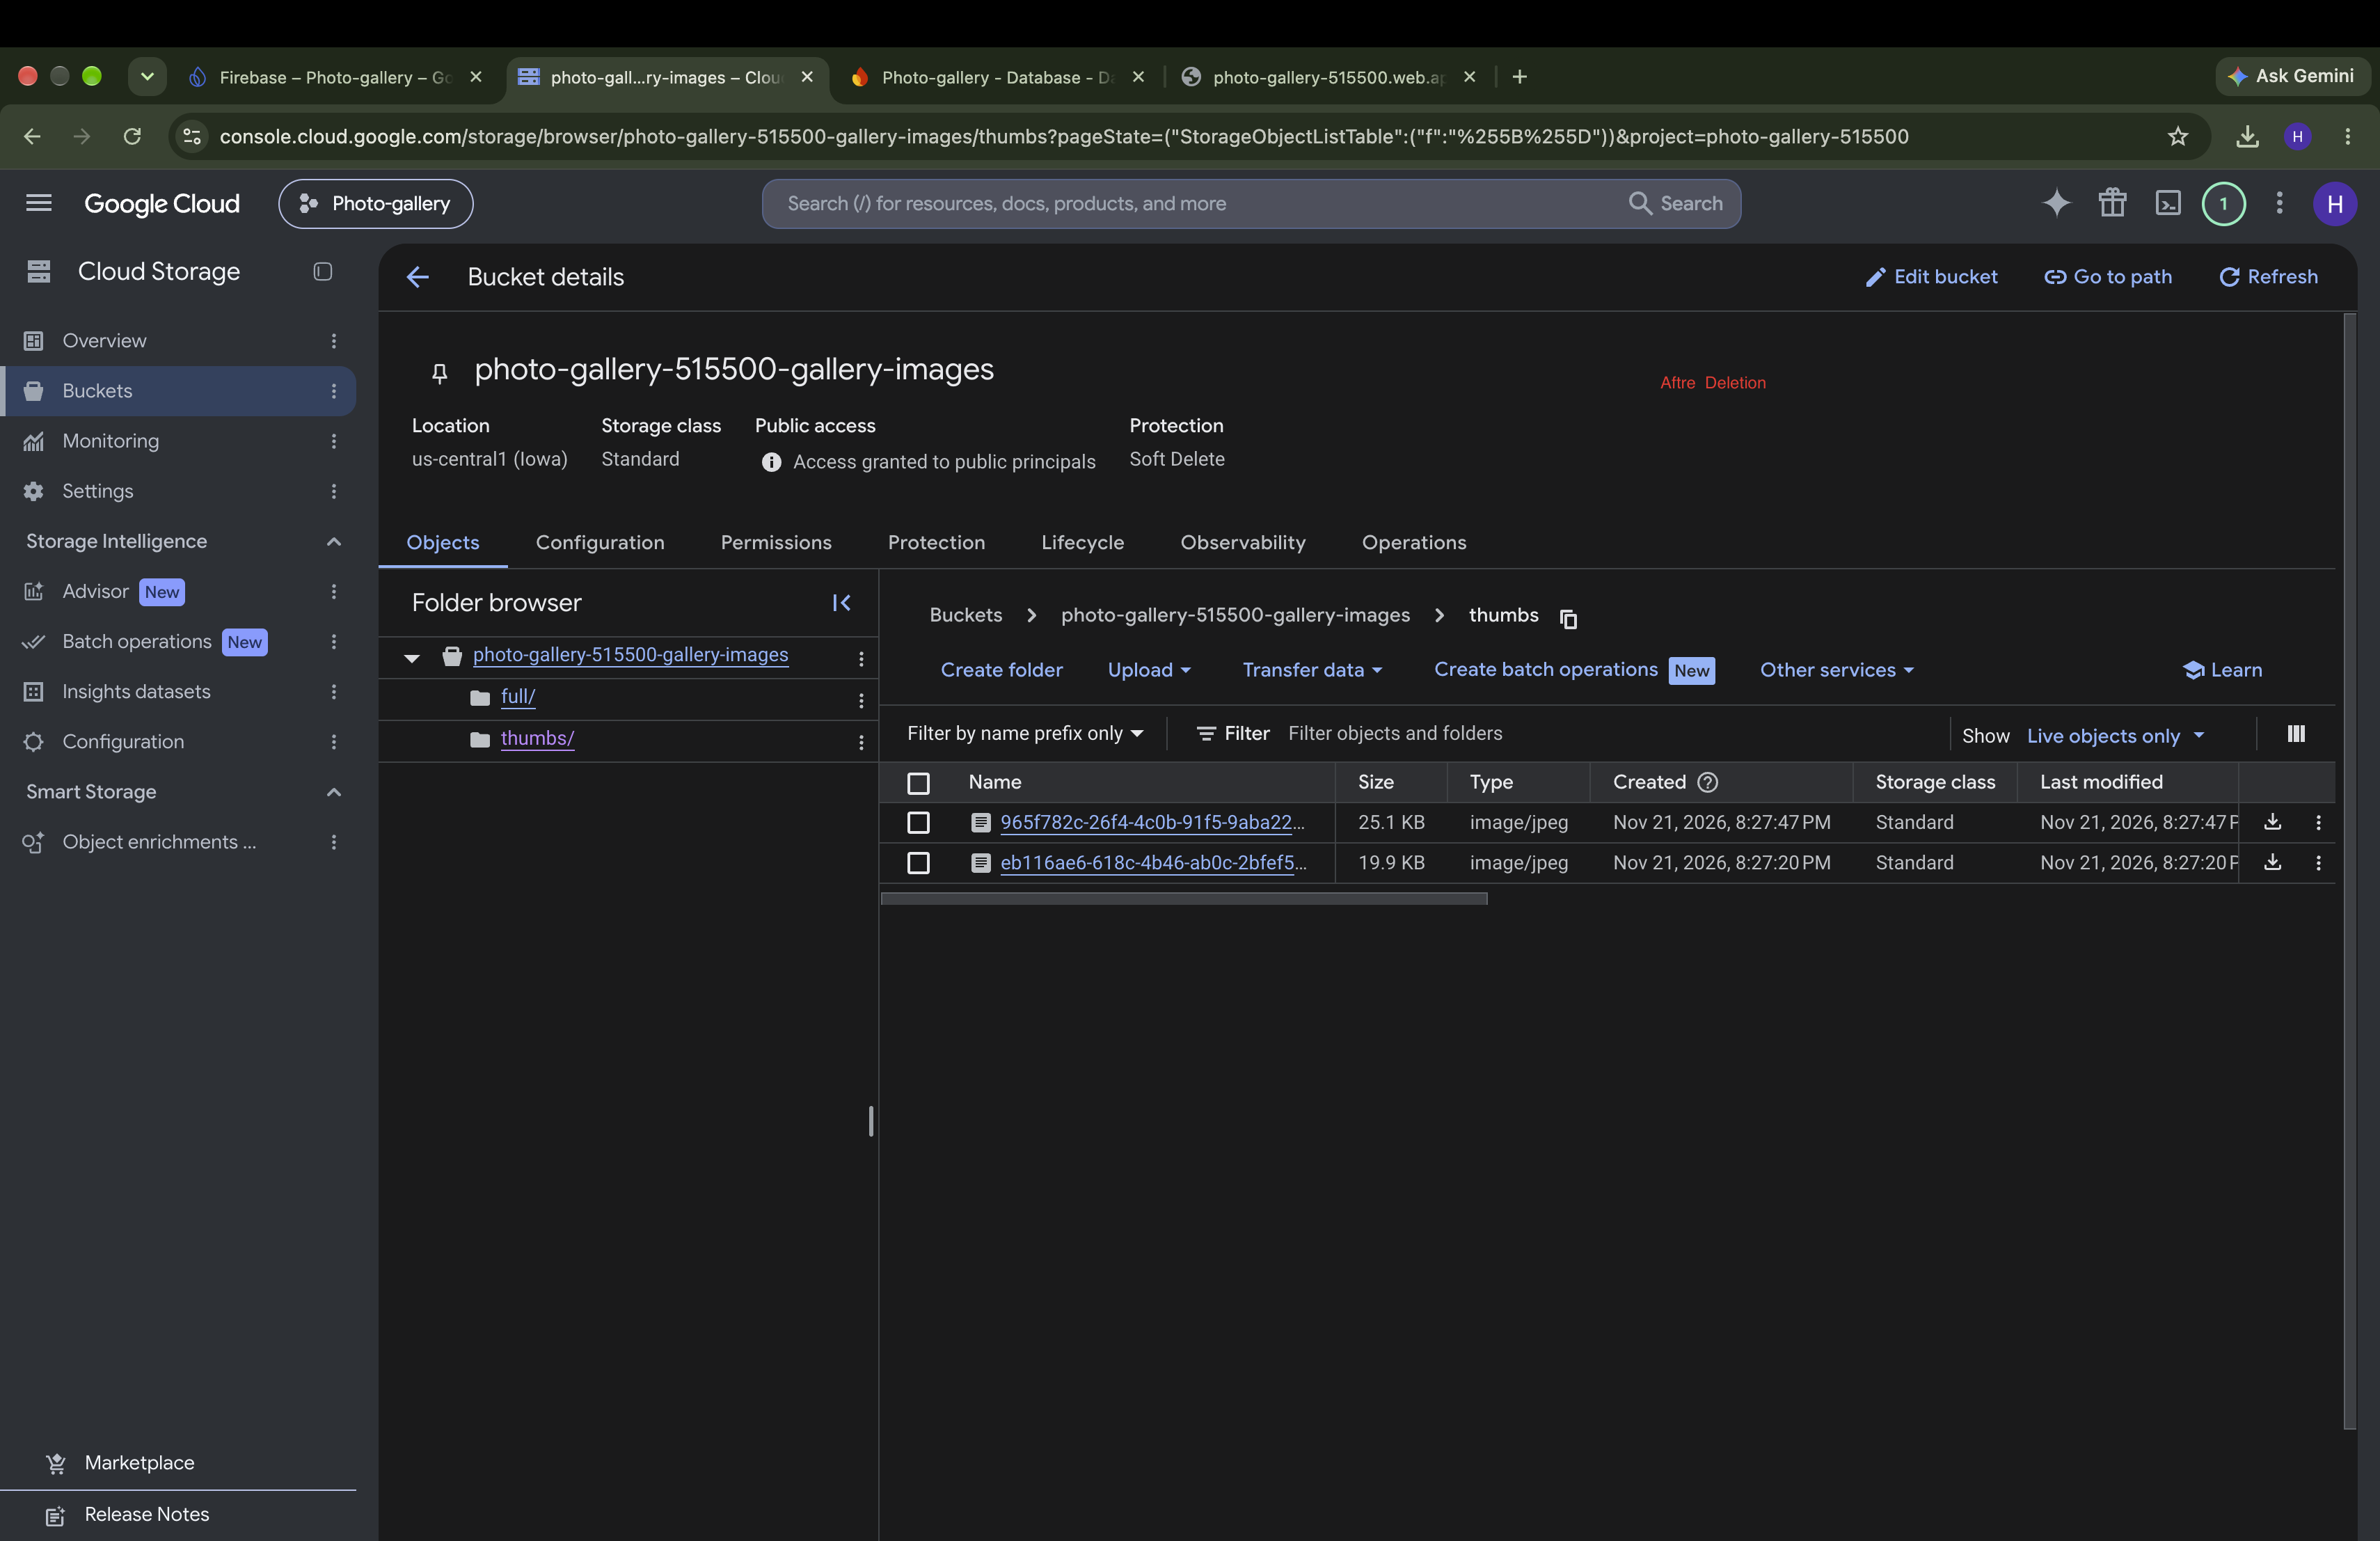 Firebase – Photo-gallery – Go
photo-gall...ry-images – Clou
Photo-gallery - Database - Da
photo-gallery-515500.web.ap
Ask Gemini
console.cloud.google.com/storage/browser/photo-gallery-515500-gallery-images/thumbs?pageState=("StorageObjectListTable":("f":"%255B%255D"))&project=photo-gallery-515500
H
Google Cloud
Photo-gallery
Search (/) for resources, docs, products, and more
Search
1
H
Cloud Storage
Overview
Buckets
Monitoring
Settings
Storage Intelligence
Advisor New
Batch operations New
Insights datasets
Configuration
Smart Storage
Object enrichments ...
Marketplace
Release Notes
Bucket details
Edit bucket
Go to path
Refresh
photo-gallery-515500-gallery-images
Aftre Deletion
Location
Storage class
Public access
Protection
us-central1 (Iowa)
Standard
Access granted to public principals
Soft Delete
Objects
Configuration
Permissions
Protection
Lifecycle
Observability
Operations
Folder browser
photo-gallery-515500-gallery-images
full/
thumbs/
Buckets > photo-gallery-515500-gallery-images > thumbs
Create folder
Upload
Transfer data
Create batch operations New
Other services
Learn
Filter by name prefix only
Filter
Filter objects and folders
Show
Live objects only
Name Size Type Created Storage class Last modified
965f782c-26f4-4c0b-91f5-9aba22... 25.1 KB image/jpeg Nov 21, 2026, 8:27:47 PM Standard Nov 21, 2026, 8:27:47 P
eb116ae6-618c-4b46-ab0c-2bfef5... 19.9 KB image/jpeg Nov 21, 2026, 8:27:20 PM Standard Nov 21, 2026, 8:27:20 P